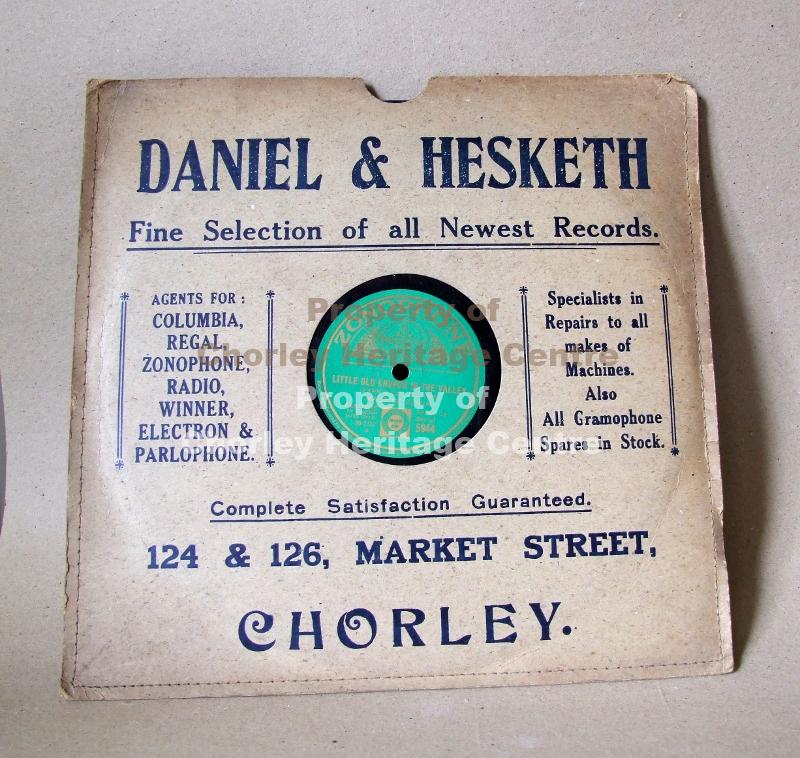 DANIEL & HESKETH
Fine Selection of all Newest Records.
AGENTS FOR:
COLUMBIA,
REGAL,
ZONOPHONE,
RADIO,
WINNER,
ELECTRON &
PARLOPHONE.
ZONOPHONE
LITTLE OLD CHURCH IN THE VALLEY
5944
Specialists in
Repairs to all
makes of
Machines.
Also
All Gramophone
Spares in Stock.
Property of
Chorley Heritage Centre
Property of
Chorley Heritage Centre
Complete Satisfaction Guaranteed.
124 & 126, MARKET STREET,
CHORLEY.